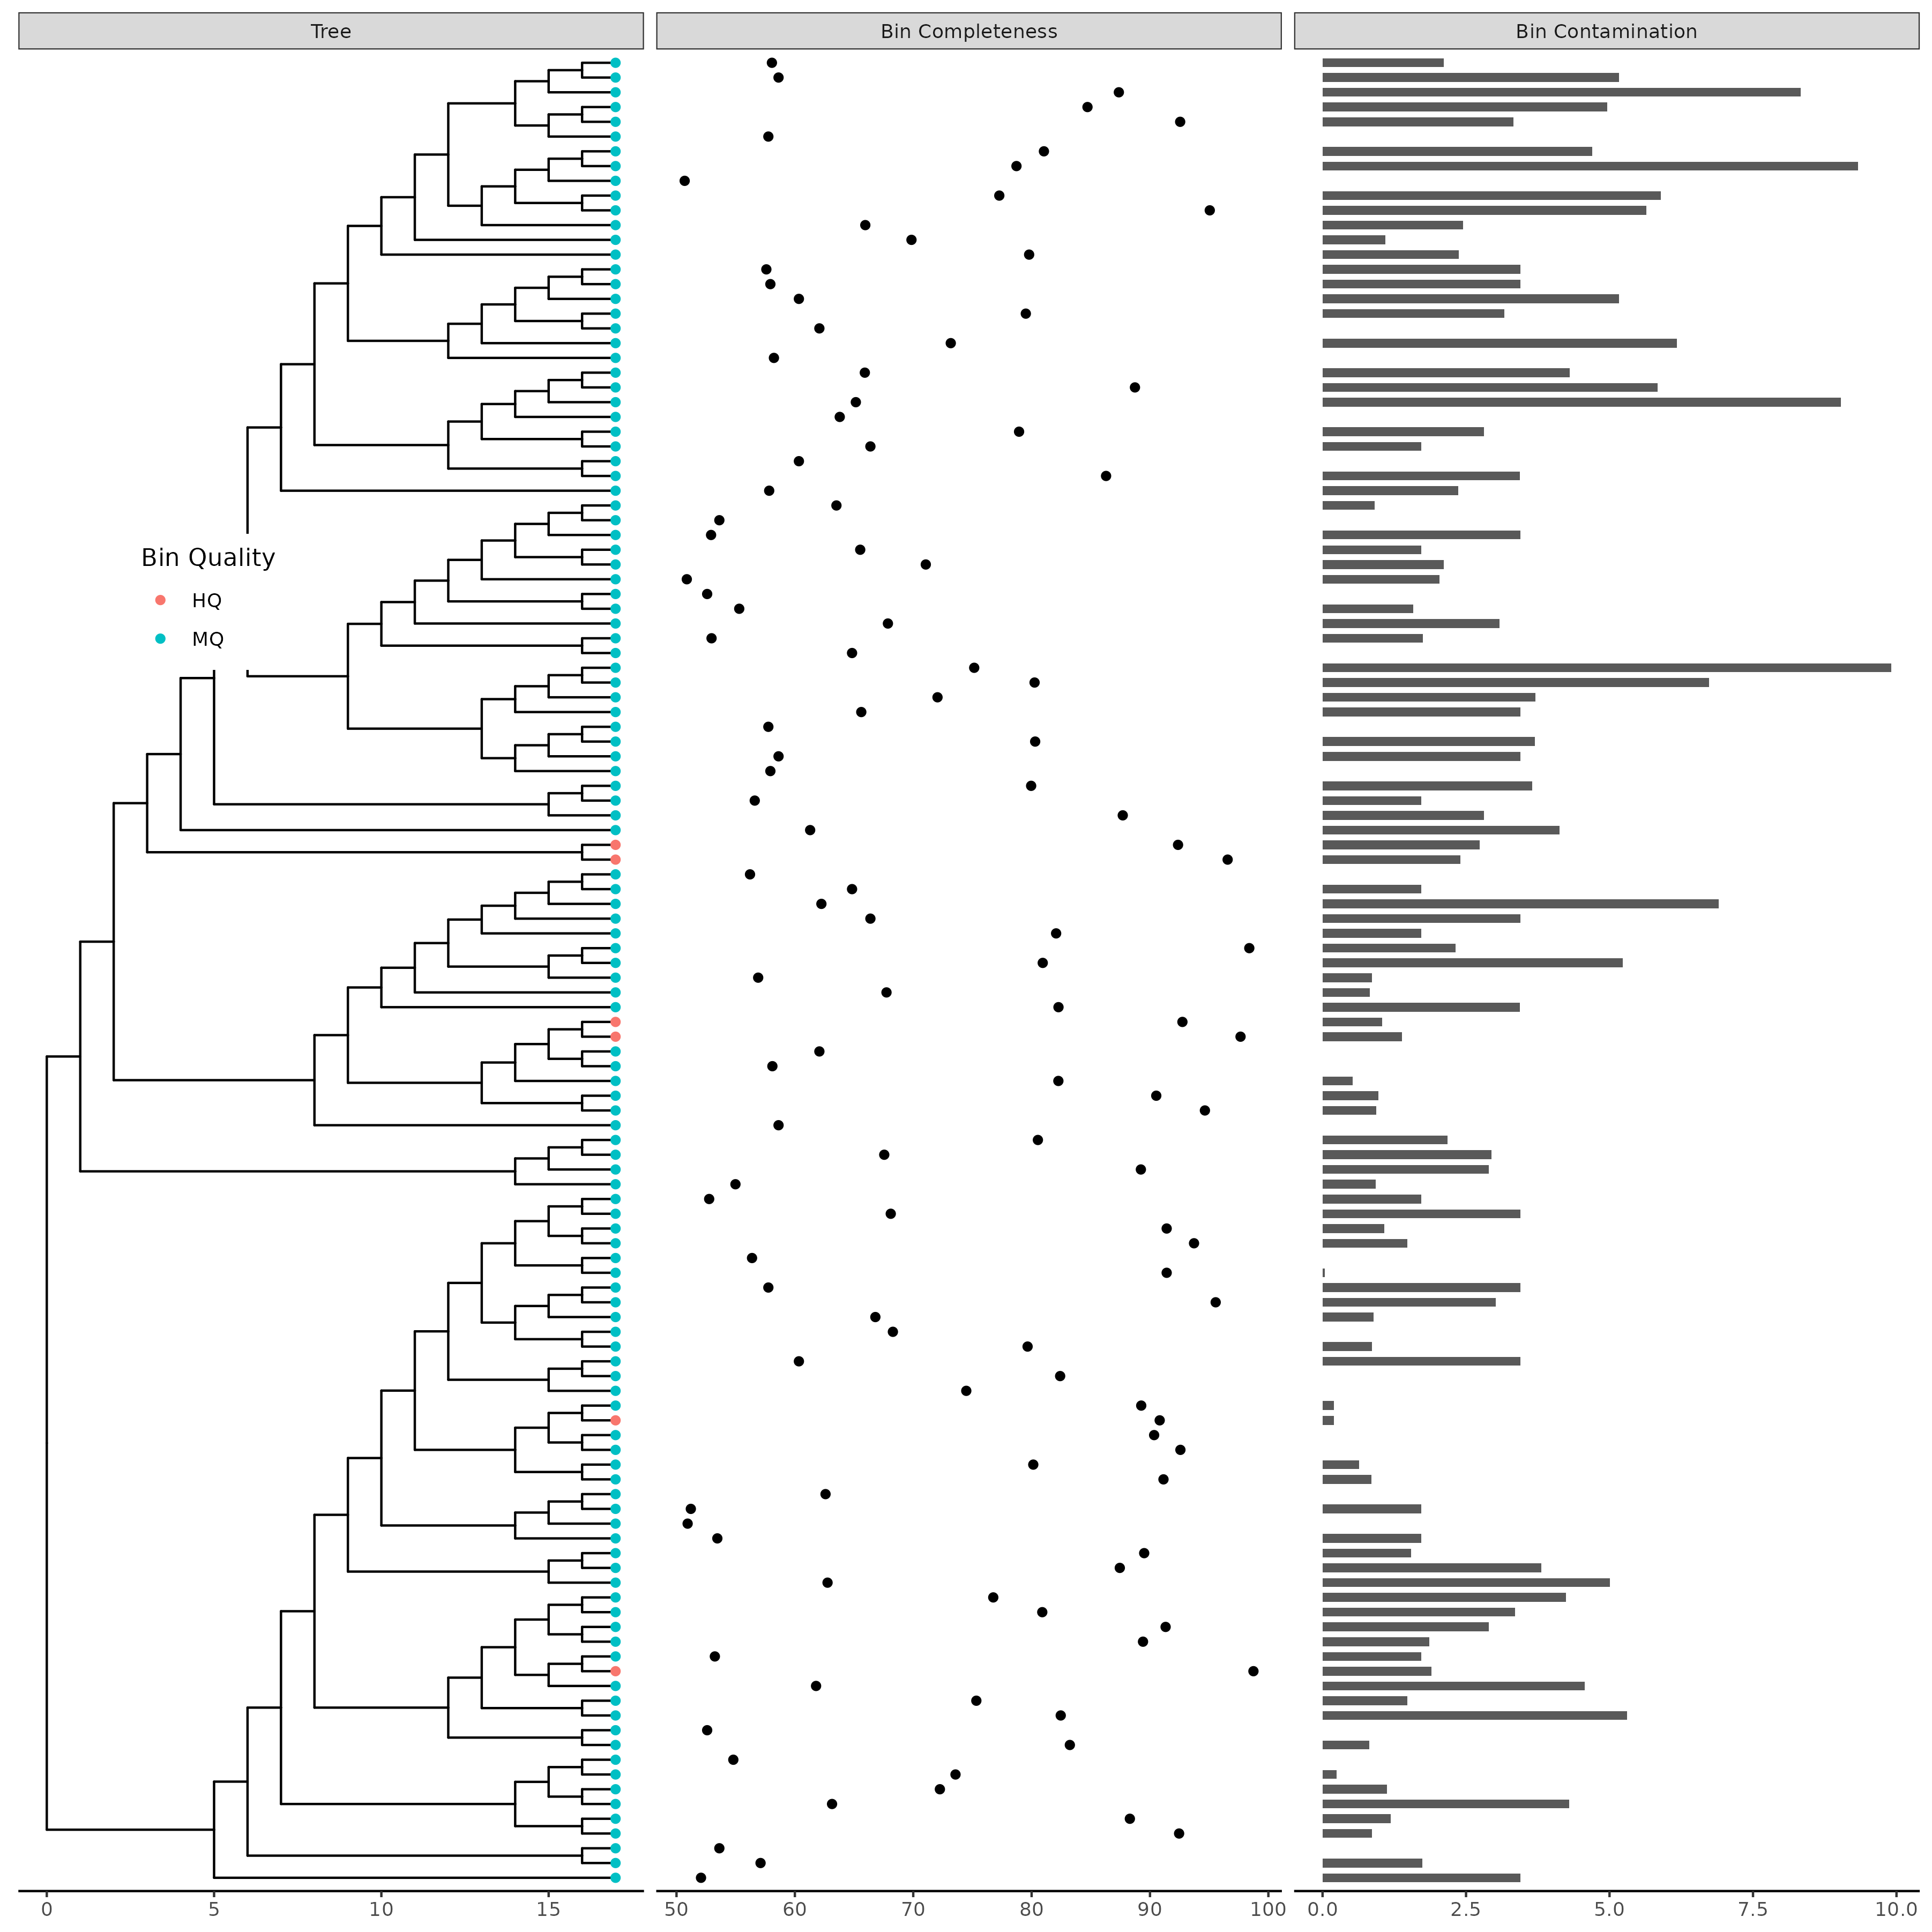 Tree Bin Completeness Bin Contamination
Bin Quality
HQ
MQ
0 5 10 15 50 60 70 80 90 100 0.0 2.5 5.0 7.5 10.0